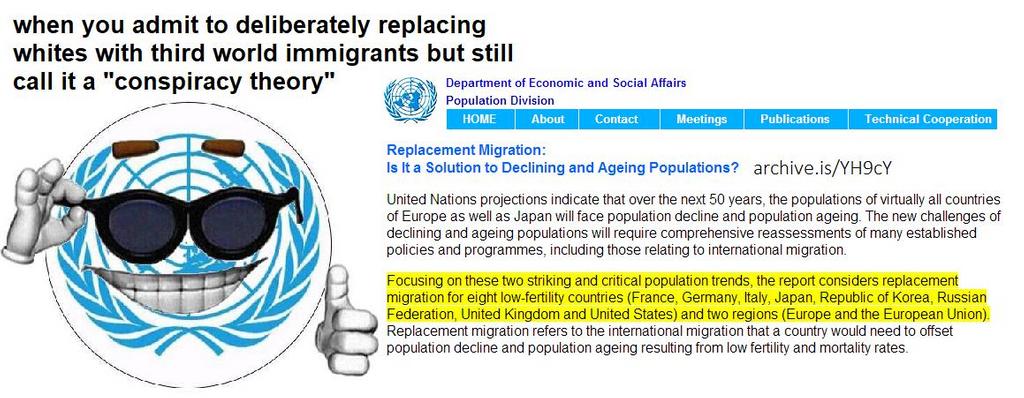 when you admit to deliberately replacing
whites with third world immigrants but still
call it a "conspiracy theory"
Department of Economic and Social Affairs
Population Division
HOME About Contact Meetings Publications Technical Cooperation
Replacement Migration:
Is It a Solution to Declining and Ageing Populations? archive.is/YH9cY
United Nations projections indicate that over the next 50 years, the populations of virtually all countries
of Europe as well as Japan will face population decline and population ageing. The new challenges of
declining and ageing populations will require comprehensive reassessments of many established
policies and programmes, including those relating to international migration.
Focusing on these two striking and critical population trends, the report considers replacement
migration for eight low-fertility countries (France, Germany, Italy, Japan, Republic of Korea, Russian
Federation, United Kingdom and United States) and two regions (Europe and the European Union).
Replacement migration refers to the international migration that a country would need to offset
population decline and population ageing resulting from low fertility and mortality rates.